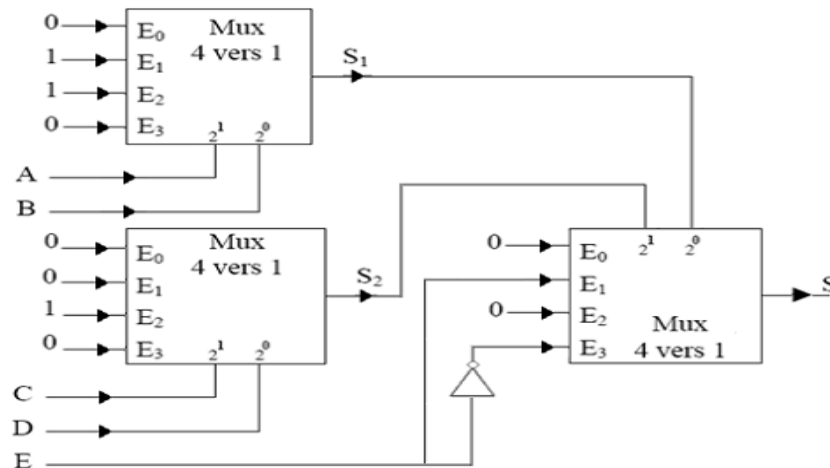 0 E₀ Mux
1 E₁ 4 vers 1 S₁
1 E₂
0 E₃ 2¹ 2⁰
A
B
0 E₀ Mux
0 E₁ 4 vers 1 S₂
1 E₂
0 E₃ 2¹ 2⁰
C
D
E
0 E₀ 2¹ 2⁰
E₁ S
0 E₂ Mux
E₃ 4 vers 1